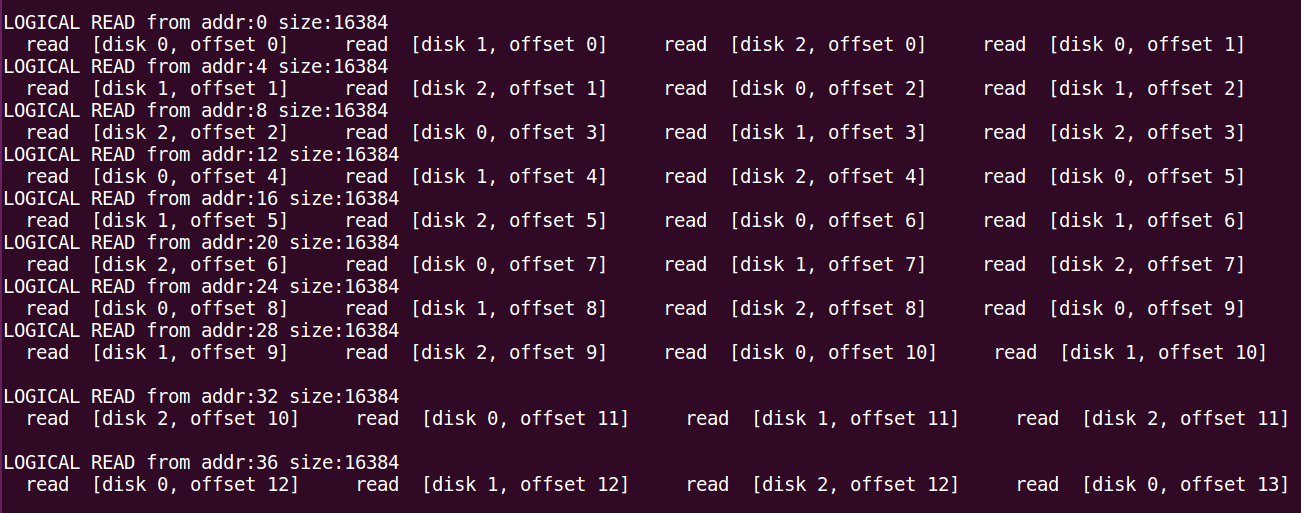 LOGICAL READ from addr:0 size:16384
read [disk 0, offset 0] read [disk 1, offset 0] read [disk 2, offset 0] read [disk 0, offset 1]
LOGICAL READ from addr:4 size:16384
read [disk 1, offset 1] read [disk 2, offset 1] read [disk 0, offset 2] read [disk 1, offset 2]
LOGICAL READ from addr:8 size:16384
read [disk 2, offset 2] read [disk 0, offset 3] read [disk 1, offset 3] read [disk 2, offset 3]
LOGICAL READ from addr:12 size:16384
read [disk 0, offset 4] read [disk 1, offset 4] read [disk 2, offset 4] read [disk 0, offset 5]
LOGICAL READ from addr:16 size:16384
read [disk 1, offset 5] read [disk 2, offset 5] read [disk 0, offset 6] read [disk 1, offset 6]
LOGICAL READ from addr:20 size:16384
read [disk 2, offset 6] read [disk 0, offset 7] read [disk 1, offset 7] read [disk 2, offset 7]
LOGICAL READ from addr:24 size:16384
read [disk 0, offset 8] read [disk 1, offset 8] read [disk 2, offset 8] read [disk 0, offset 9]
LOGICAL READ from addr:28 size:16384
read [disk 1, offset 9] read [disk 2, offset 9] read [disk 0, offset 10] read [disk 1, offset 10]
LOGICAL READ from addr:32 size:16384
read [disk 2, offset 10] read [disk 0, offset 11] read [disk 1, offset 11] read [disk 2, offset 11]
LOGICAL READ from addr:36 size:16384
read [disk 0, offset 12] read [disk 1, offset 12] read [disk 2, offset 12] read [disk 0, offset 13]